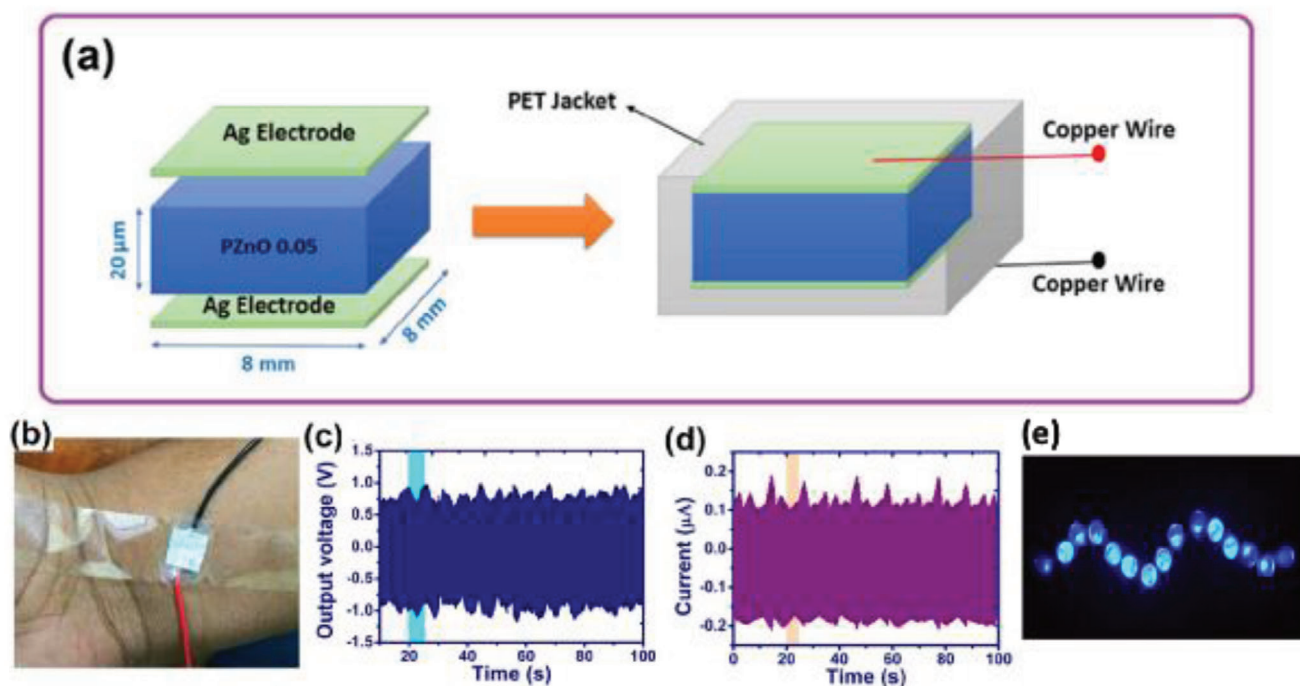 (a)
Ag Electrode
PZnO 0.05
Ag Electrode
20 μm
8 mm
8 mm
PET Jacket
Copper Wire
Copper Wire
(b)
(c)
Output voltage (V)
1.5
1.0
0.5
0.0
-0.5
-1.0
-1.5
20 40 60 80 100
Time (s)
(d)
Current (μA)
0.2
0.1
0.0
-0.1
-0.2
0 20 40 60 80 100
Time (s)
(e)